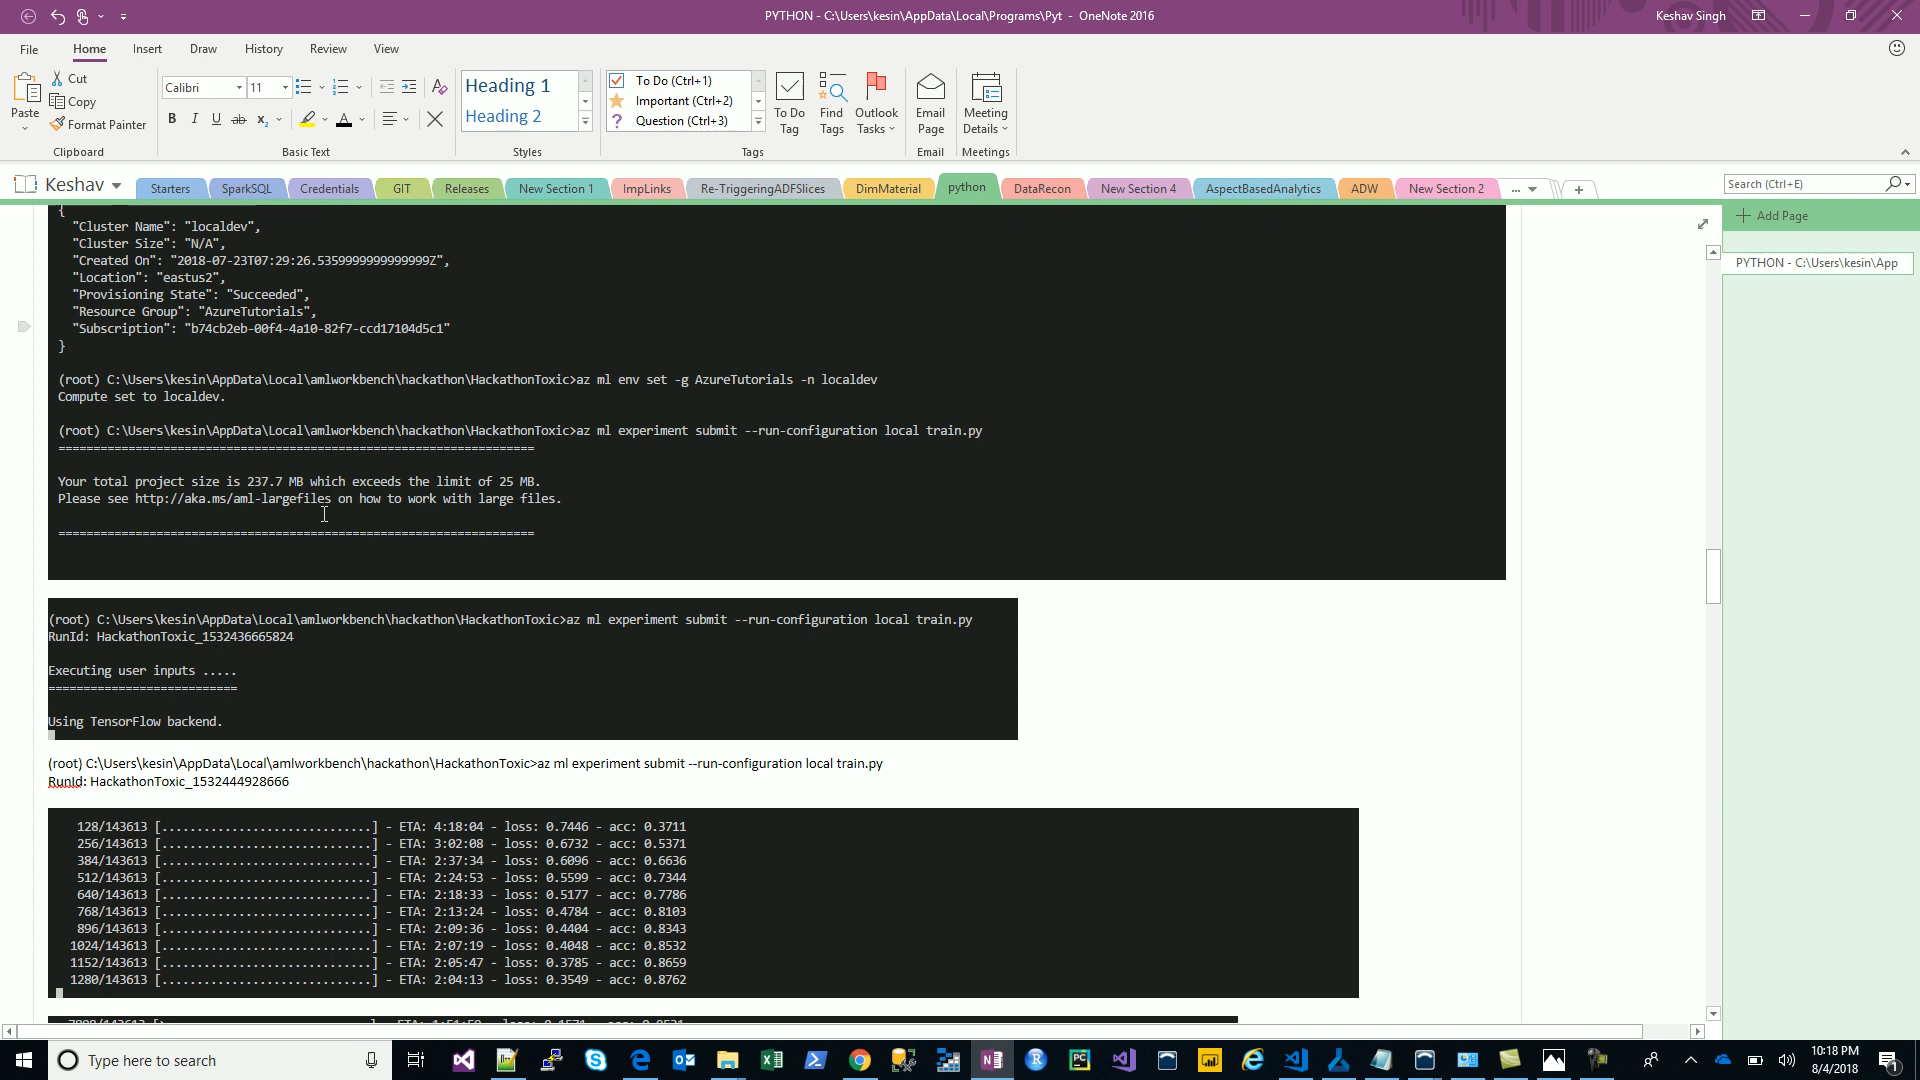 PYTHON - C:\Users\kesin\AppData\Local\Programs\Pyt - OneNote 2016
Keshav Singh
File Home Insert Draw History Review View
Paste
Cut
Copy
Format Painter
Clipboard
Calibri 11
B I U ab x₂ A
Basic Text
Heading 1
Heading 2
Styles
To Do (Ctrl+1)
Important (Ctrl+2)
? Question (Ctrl+3)
To Do Tag
Find Tags
Outlook Tasks
Tags
Email Page
Email
Meeting Details
Meetings
Keshav
Starters SparkSQL Credentials GIT Releases New Section 1 ImpLinks Re-TriggeringADFSlices DimMaterial python DataRecon New Section 4 AspectBasedAnalytics ADW New Section 2 ... +
Search (Ctrl+E)
Add Page
PYTHON - C:\Users\kesin\App
{
"Cluster Name": "localdev",
"Cluster Size": "N/A",
"Created On": "2018-07-23T07:29:26.5359999999999999Z",
"Location": "eastus2",
"Provisioning State": "Succeeded",
"Resource Group": "AzureTutorials",
"Subscription": "b74cb2eb-00f4-4a10-82f7-ccd17104d5c1"
}
(root) C:\Users\kesin\AppData\Local\amlworkbench\hackathon\HackathonToxic>az ml env set -g AzureTutorials -n localdev
Compute set to localdev.
(root) C:\Users\kesin\AppData\Local\amlworkbench\hackathon\HackathonToxic>az ml experiment submit --run-configuration local train.py
====================================================================
Your total project size is 237.7 MB which exceeds the limit of 25 MB.
Please see http://aka.ms/aml-largefiles on how to work with large files.
====================================================================
(root) C:\Users\kesin\AppData\Local\amlworkbench\hackathon\HackathonToxic>az ml experiment submit --run-configuration local train.py
RunId: HackathonToxic_1532436665824
Executing user inputs .....
===========================
Using TensorFlow backend.
(root) C:\Users\kesin\AppData\Local\amlworkbench\hackathon\HackathonToxic>az ml experiment submit --run-configuration local train.py
RunId: HackathonToxic_1532444928666
128/143613 [..............................] - ETA: 4:18:04 - loss: 0.7446 - acc: 0.3711
256/143613 [..............................] - ETA: 3:02:08 - loss: 0.6732 - acc: 0.5371
384/143613 [..............................] - ETA: 2:37:34 - loss: 0.6096 - acc: 0.6636
512/143613 [..............................] - ETA: 2:24:53 - loss: 0.5599 - acc: 0.7344
640/143613 [..............................] - ETA: 2:18:33 - loss: 0.5177 - acc: 0.7786
768/143613 [..............................] - ETA: 2:13:24 - loss: 0.4784 - acc: 0.8103
896/143613 [..............................] - ETA: 2:09:36 - loss: 0.4404 - acc: 0.8343
1024/143613 [..............................] - ETA: 2:07:19 - loss: 0.4048 - acc: 0.8532
1152/143613 [..............................] - ETA: 2:05:47 - loss: 0.3785 - acc: 0.8659
1280/143613 [..............................] - ETA: 2:04:13 - loss: 0.3549 - acc: 0.8762
Type here to search
10:18 PM
8/4/2018